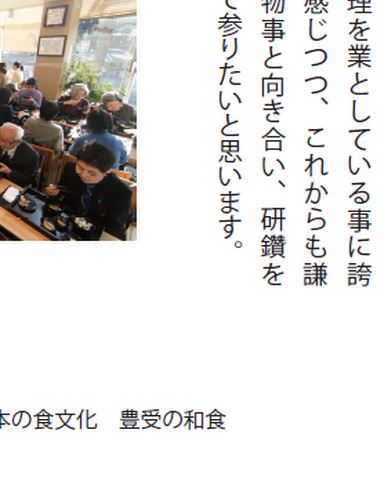 理を業としている事に誇
感じつつ、これからも謙
物事と向き合い、研鑽を
て参りたいと思います。
本の食文化　豊受の和食